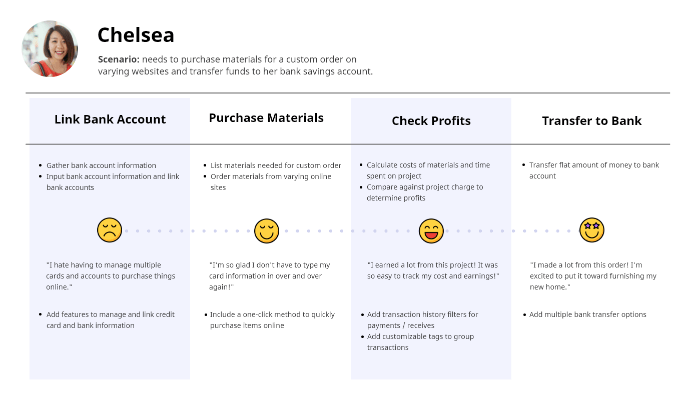 Chelsea
Scenario: needs to purchase materials for a custom order on
varying websites and transfer funds to her bank savings account.
Link Bank Account
Purchase Materials
Check Profits
Transfer to Bank
• Gather bank account information
• Input bank account information and link
bank accounts
• List materials needed for custom order
• Order materials from varying online
sites
• Calculate costs of materials and time
spent on project
• Compare against project charge to
determine profits
• Transfer flat amount of money to bank
account
"I hate having to manage multiple
cards and accounts to purchase things
online."
"I'm so glad I don't have to type my
card information in over and over
again!"
"I earned a lot from this project! It was
so easy to track my cost and earnings!"
"I made a lot from this order! I'm
excited to put it toward furnishing my
new home."
• Add features to manage and link credit
card and bank information
• Include a one-click method to quickly
purchase items online
• Add transaction history filters for
payments / receives
• Add customizable tags to group
transactions
• Add multiple bank transfer options